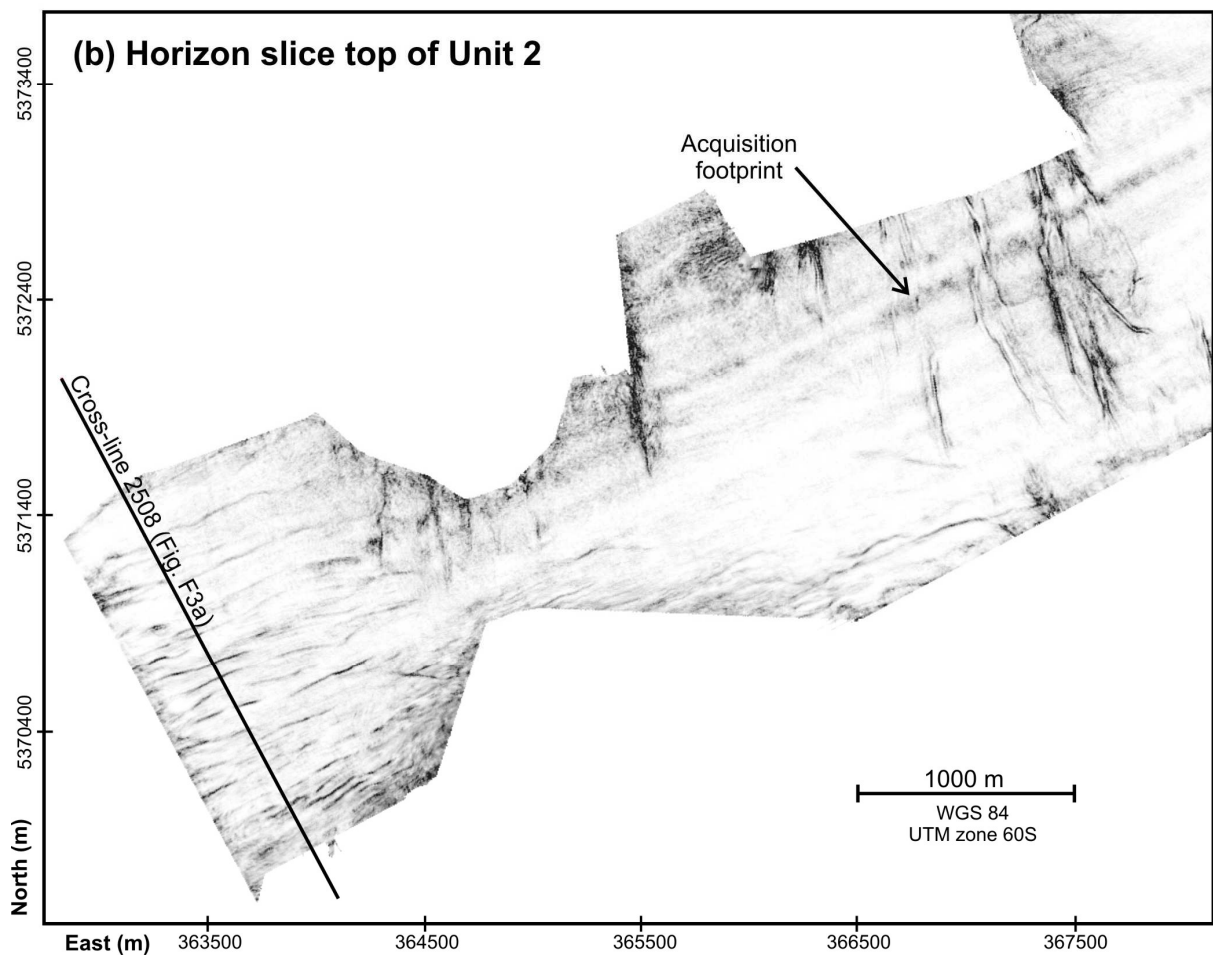 (b) Horizon slice top of Unit 2
Acquisition
footprint
Cross-line 2508 (Fig. F3a)
1000 m
WGS 84
UTM zone 60S
North (m)
5373400
5372400
5371400
5370400
East (m)
363500
364500
365500
366500
367500